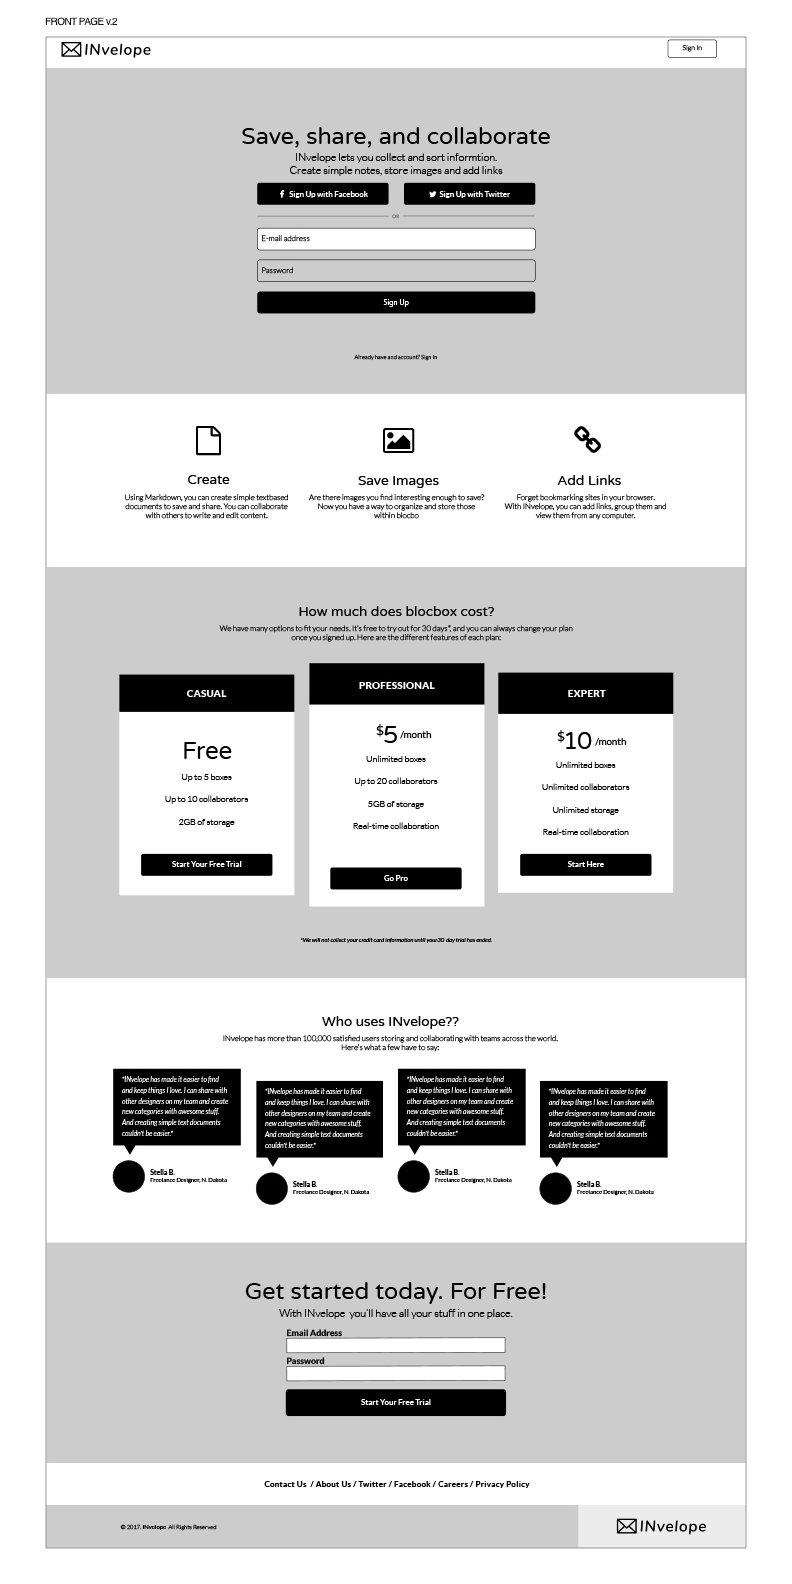 FRONT PAGE v.2
INvelope
Sign In
Save, share, and collaborate
INvelope lets you collect and sort informtion.
Create simple notes, store images and add links
Sign Up with Facebook
Sign Up with Twitter
OR
E-mail address
Password
Sign Up
Already have and account? Sign In
Create
Using Markdown, you can create simple textbased
documents to save and share. You can collaborate
with others to write and edit content.
Save Images
Are there images you find interesting enough to save?
Now you have a way to organize and store those
within blocbo
Add Links
Forget bookmarking sites in your browser.
With INvelope, you can add links, group them and
view them from any computer.
How much does blocbox cost?
We have many options to fit your needs. It's free to try out for 30 days*, and you can always change your plan
once you signed up. Here are the different features of each plan:
CASUAL
Free
Up to 5 boxes
Up to 10 collaborators
2GB of storage
Start Your Free Trial
PROFESSIONAL
$5 /month
Unlimited boxes
Up to 20 collaborators
5GB of storage
Real-time collaboration
Go Pro
EXPERT
$10 /month
Unlimited boxes
Unlimited collaborators
Unlimited storage
Real-time collaboration
Start Here
*We will not collect your credit card information until your30 day trial has ended.
Who uses INvelope??
INvelope has more than 100,000 satisfied users storing and collaborating with teams across the world.
Here's what a few have to say:
"INvelope has made it easier to find
and keep things I love. I can share with
other designers on my team and create
new categories with awesome stuff.
And creating simple text documents
couldn't be easier."
Stella B.
Freelance Designer, N. Dakota
"INvelope has made it easier to find
and keep things I love. I can share with
other designers on my team and create
new categories with awesome stuff.
And creating simple text documents
couldn't be easier."
Stella B.
Freelance Designer, N. Dakota
"INvelope has made it easier to find
and keep things I love. I can share with
other designers on my team and create
new categories with awesome stuff.
And creating simple text documents
couldn't be easier."
Stella B.
Freelance Designer, N. Dakota
"INvelope has made it easier to find
and keep things I love. I can share with
other designers on my team and create
new categories with awesome stuff.
And creating simple text documents
couldn't be easier."
Stella B.
Freelance Designer, N. Dakota
Get started today. For Free!
With INvelope you'll have all your stuff in one place.
Email Address
Password
Start Your Free Trial
Contact Us / About Us / Twitter / Facebook / Careers / Privacy Policy
© 2017. INvelope All Rights Reserved
INvelope